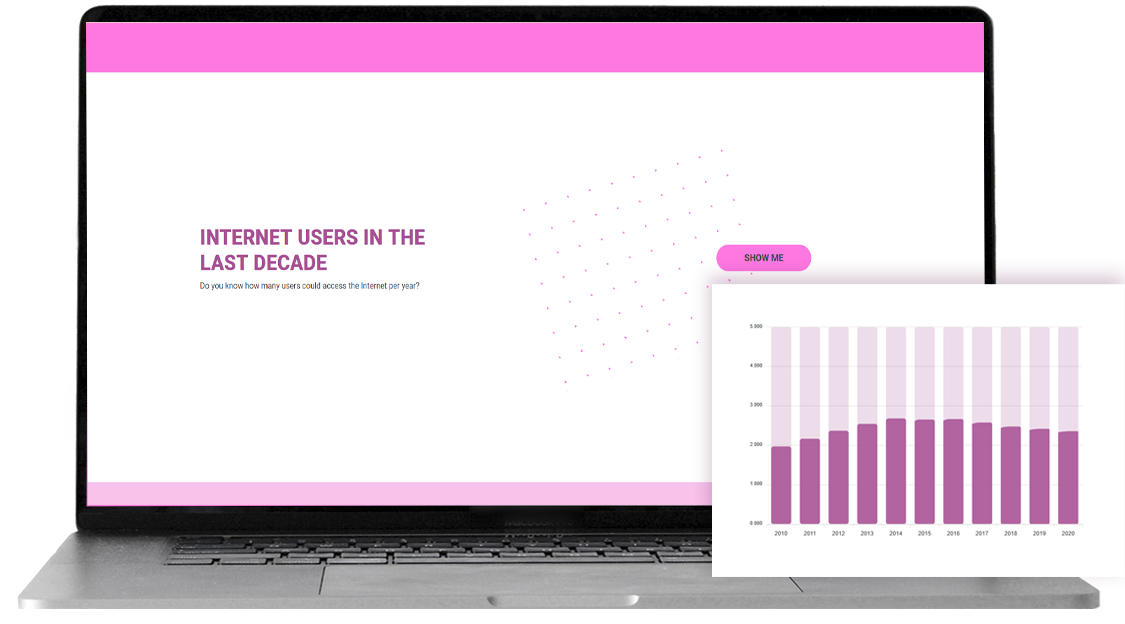 INTERNET USERS IN THE
LAST DECADE
Do you know how many users could access the Internet per year?
SHOW ME
5 000
4 000
3 000
2 000
1 000
0 000
2010 2011 2012 2013 2014 2015 2016 2017 2018 2019 2020